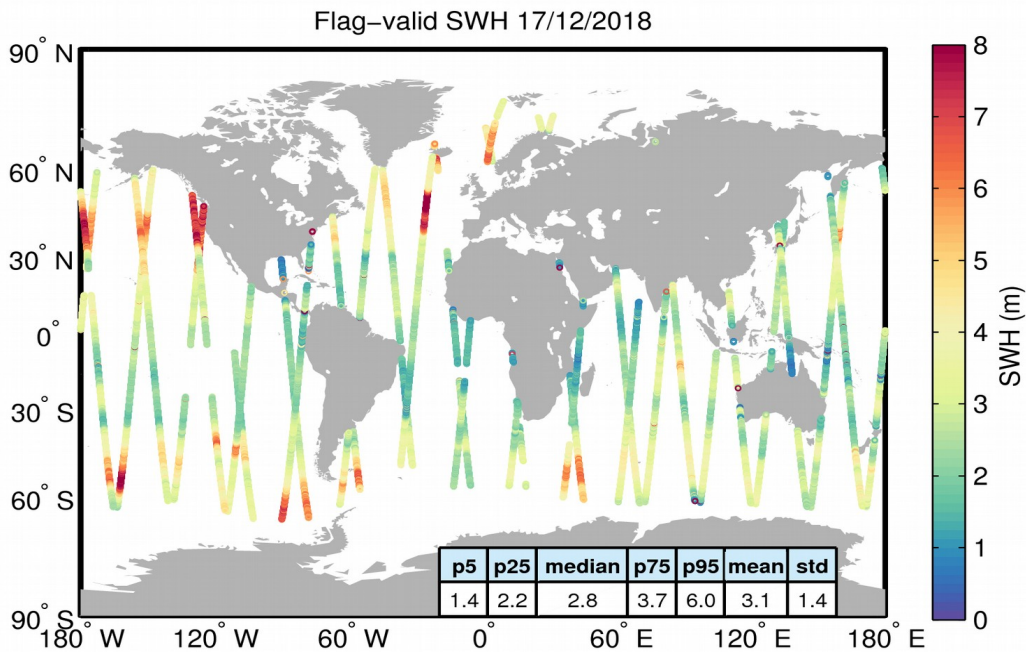 Flag−valid SWH 17/12/2018
90° N
60° N
30° N
0°
30° S
60° S
90° S
180° W
120° W
60° W
0°
60° E
120° E
180° E
8
7
6
5
4
3
2
1
0
SWH (m)
p5 p25 median p75 p95 mean std
1.4 2.2 2.8 3.7 6.0 3.1 1.4